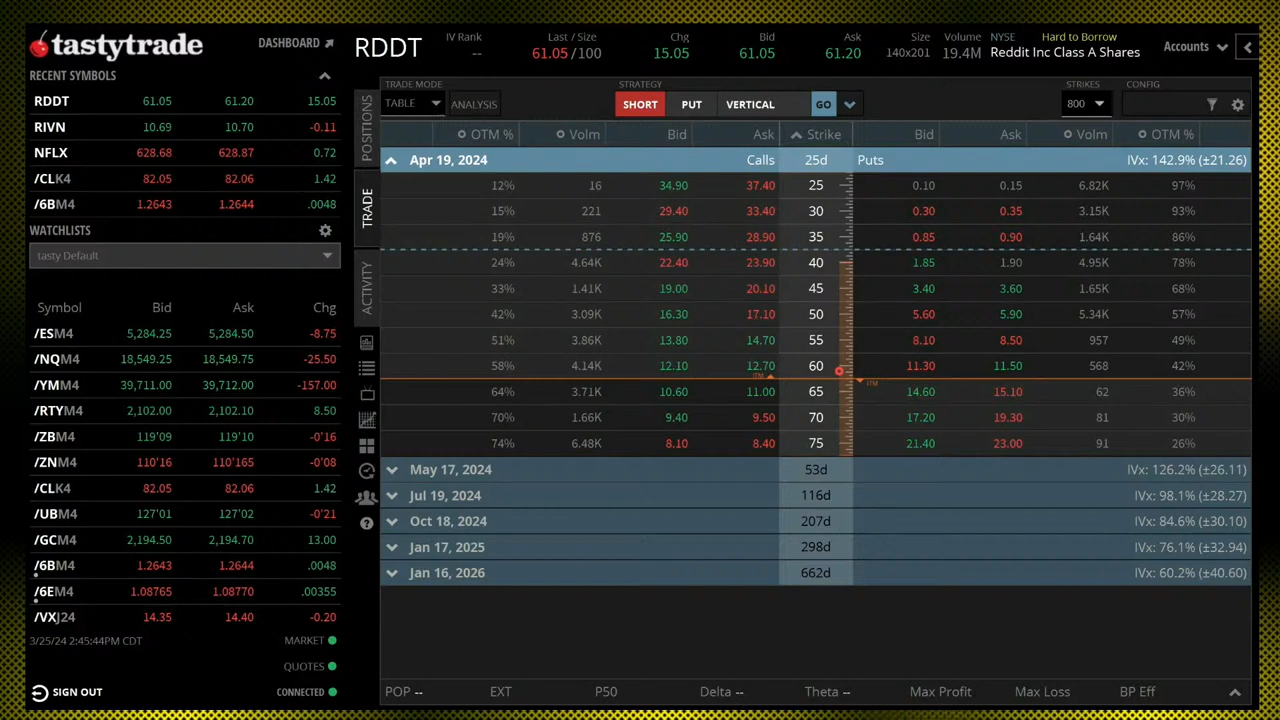 tastytrade
DASHBOARD
RECENT SYMBOLS
RDDT 61.05 61.20 15.05
RIVN 10.69 10.70 -0.11
NFLX 628.68 628.87 0.72
/CLK4 82.05 82.06 1.42
/6BM4 1.2643 1.2644 .0048
WATCHLISTS
tasty Default
Symbol Bid Ask Chg
/ESM4 5,284.25 5,284.50 -8.75
/NQM4 18,549.25 18,549.75 -25.50
/YMM4 39,711.00 39,712.00 -157.00
/RTYM4 2,102.00 2,102.10 8.50
/ZBM4 119'09 119'10 -0'16
/ZNM4 110'16 110'165 -0'08
/CLK4 82.05 82.06 1.42
/UBM4 127'01 127'02 -0'21
/GCM4 2,194.50 2,194.70 13.00
/6BM4 1.2643 1.2644 .0048
/6EM4 1.08765 1.08770 .00355
/VXJ24 14.35 14.40 -0.20
3/25/24 2:45:44PM CDT MARKET
QUOTES
SIGN OUT CONNECTED
POSITIONS
TRADE
ACTIVITY
RDDT
IV Rank Last / Size Chg Bid Ask Size Volume NYSE Hard to Borrow
-- 61.05/100 15.05 61.05 61.20 140x201 19.4M Reddit Inc Class A Shares
Accounts
TRADE MODE STRATEGY STRIKES CONFIG
TABLE ANALYSIS SHORT PUT VERTICAL GO 800
OTM % Volm Bid Ask Strike Bid Ask Volm OTM %
Apr 19, 2024 Calls 25d Puts IVx: 142.9% (±21.26)
12% 16 34.90 37.40 25 0.10 0.15 6.82K 97%
15% 221 29.40 33.40 30 0.30 0.35 3.15K 93%
19% 876 25.90 28.90 35 0.85 0.90 1.64K 86%
24% 4.64K 22.40 23.90 40 1.85 1.90 4.95K 78%
33% 1.41K 19.00 20.10 45 3.40 3.60 1.65K 68%
42% 3.09K 16.30 17.10 50 5.60 5.90 5.34K 57%
51% 3.86K 13.80 14.70 55 8.10 8.50 957 49%
58% 4.14K 12.10 12.70 60 11.30 11.50 568 42%
ITM ITM
64% 3.71K 10.60 11.00 65 14.60 15.10 62 36%
70% 1.66K 9.40 9.50 70 17.20 19.30 81 30%
74% 6.48K 8.10 8.40 75 21.40 23.00 91 26%
May 17, 2024 53d IVx: 126.2% (±26.11)
Jul 19, 2024 116d IVx: 98.1% (±28.27)
Oct 18, 2024 207d IVx: 84.6% (±30.10)
Jan 17, 2025 298d IVx: 76.1% (±32.94)
Jan 16, 2026 662d IVx: 60.2% (±40.60)
POP -- EXT P50 Delta -- Theta -- Max Profit Max Loss BP Eff